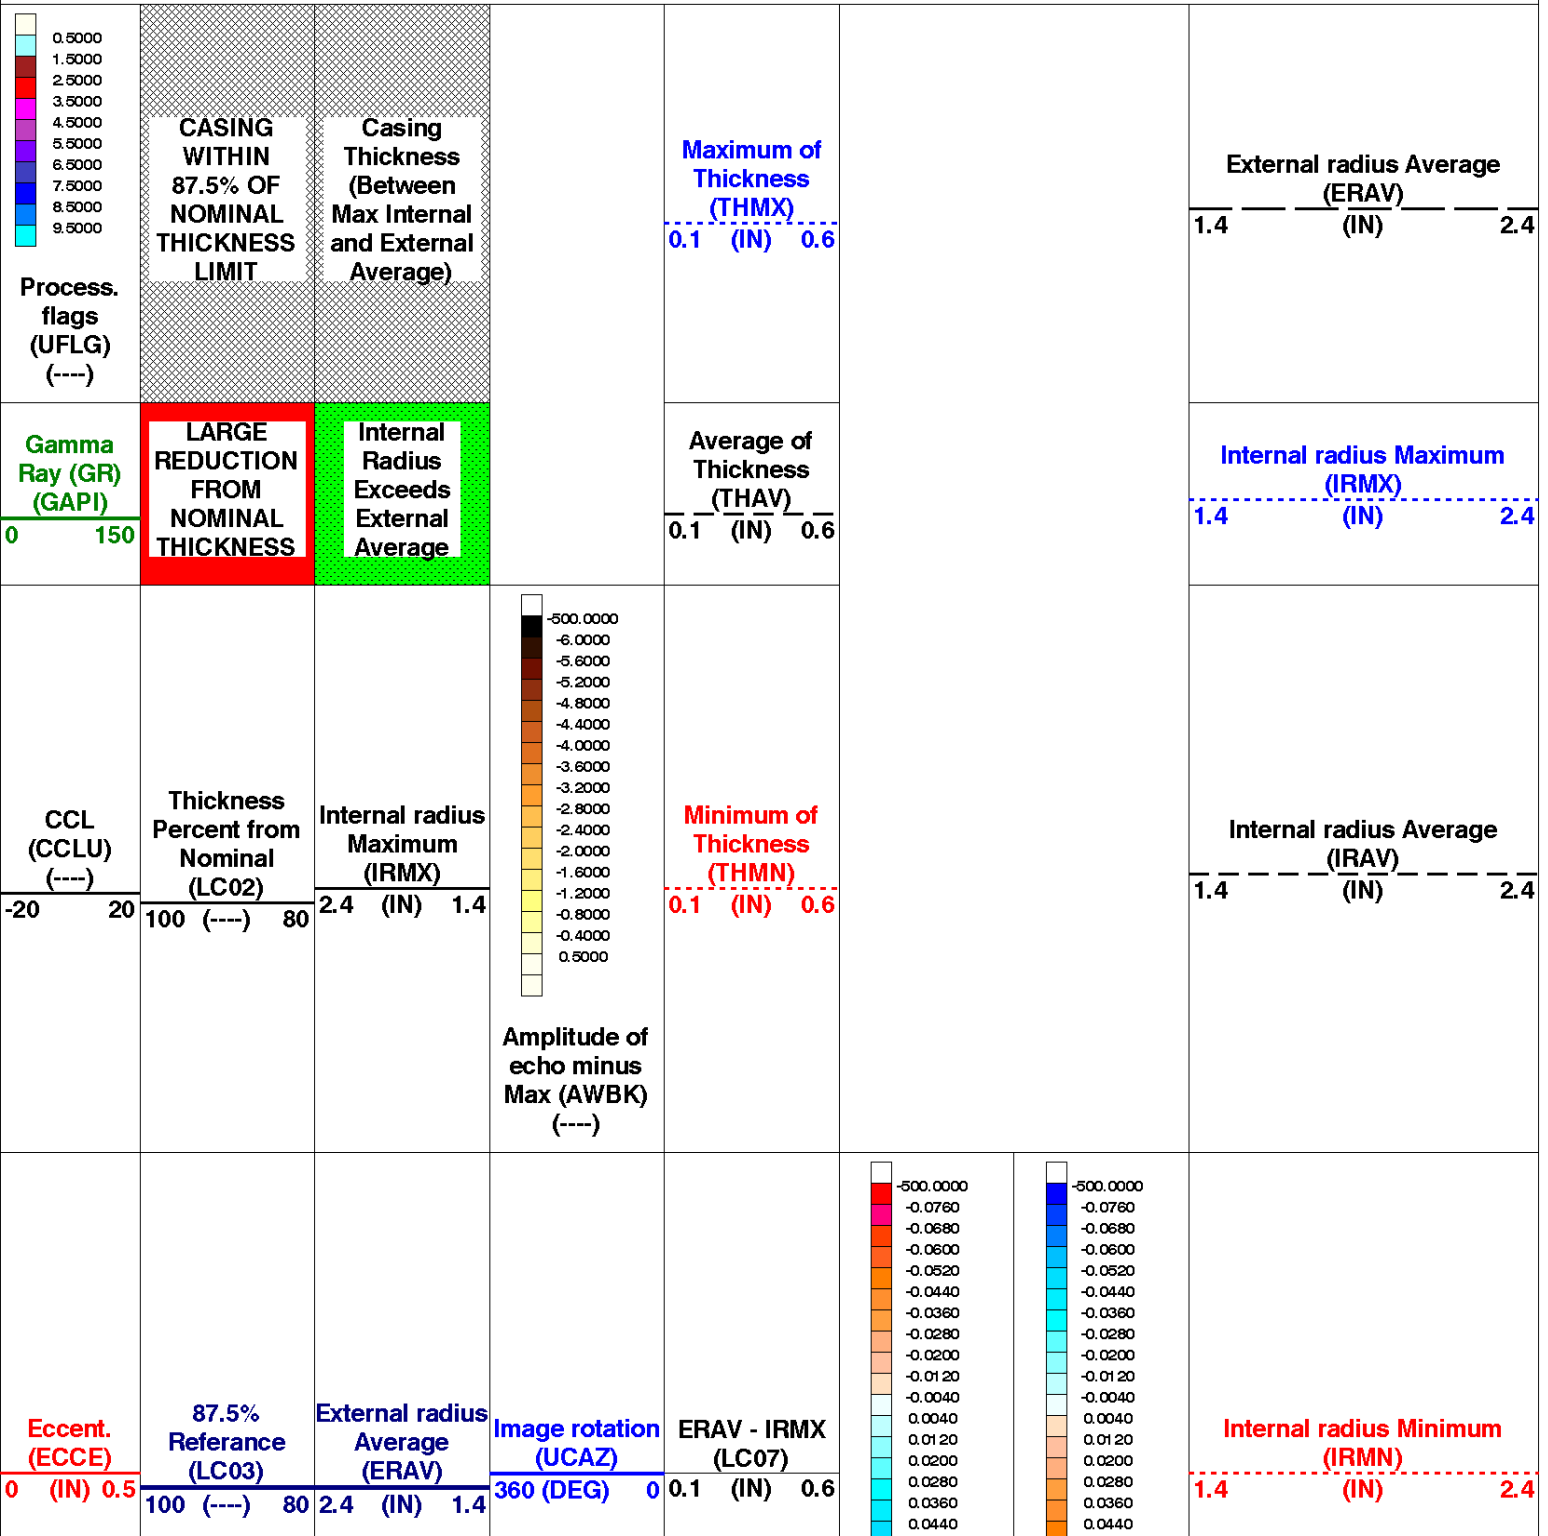 0.5000
1.5000
2.5000
3.5000
4.5000
5.5000
6.5000
7.5000
8.5000
9.5000
Process.
flags
(UFLG)
(----)
CASING
WITHIN
87.5% OF
NOMINAL
THICKNESS
LIMIT
Casing
Thickness
(Between
Max Internal
and External
Average)
Maximum of
Thickness
(THMX)
0.1 (IN) 0.6
External radius Average
(ERAV)
1.4 (IN) 2.4
Gamma
Ray (GR)
(GAPI)
0 150
LARGE
REDUCTION
FROM
NOMINAL
THICKNESS
Internal
Radius
Exceeds
External
Average
Average of
Thickness
(THAV)
0.1 (IN) 0.6
Internal radius Maximum
(IRMX)
1.4 (IN) 2.4
CCL
(CCLU)
(----)
-20 20
Thickness
Percent from
Nominal
(LC02)
100 (----) 80
Internal radius
Maximum
(IRMX)
2.4 (IN) 1.4
-500.0000
-6.0000
-5.6000
-5.2000
-4.8000
-4.4000
-4.0000
-3.6000
-3.2000
-2.8000
-2.4000
-2.0000
-1.6000
-1.2000
-0.8000
-0.4000
0.5000
Amplitude of
echo minus
Max (AWBK)
(----)
Minimum of
Thickness
(THMN)
0.1 (IN) 0.6
Internal radius Average
(IRAV)
1.4 (IN) 2.4
Eccent.
(ECCE)
0 (IN) 0.5
87.5%
Referance
(LC03)
100 (----) 80
External radius
Average
(ERAV)
2.4 (IN) 1.4
Image rotation
(UCAZ)
360 (DEG) 0
ERAV - IRMX
(LC07)
0.1 (IN) 0.6
-500.0000
-0.0760
-0.0680
-0.0600
-0.0520
-0.0440
-0.0360
-0.0280
-0.0200
-0.0120
-0.0040
0.0040
0.0120
0.0200
0.0280
0.0360
0.0440
-500.0000
-0.0760
-0.0680
-0.0600
-0.0520
-0.0440
-0.0360
-0.0280
-0.0200
-0.0120
-0.0040
0.0040
0.0120
0.0200
0.0280
0.0360
0.0440
Internal radius Minimum
(IRMN)
1.4 (IN) 2.4